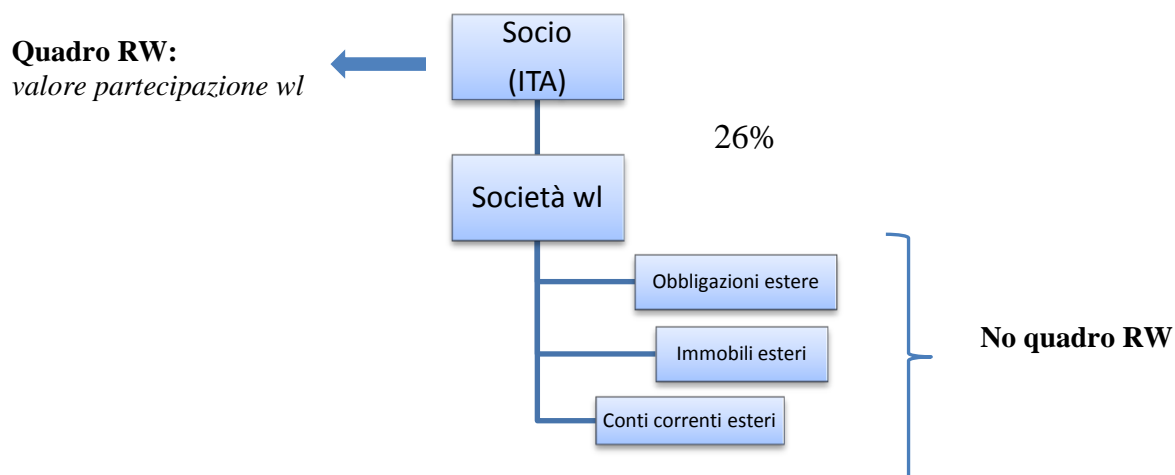 Socio
(ITA)
Quadro RW:
valore partecipazione wl
26%
Società wl
Obbligazioni estere
Immobili esteri
No quadro RW
Conti correnti esteri